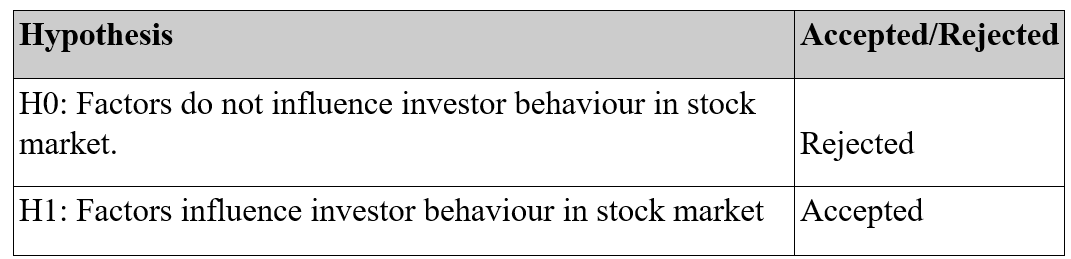 Hypothesis Accepted/Rejected
H0: Factors do not influence investor behaviour in stock
market. Rejected
H1: Factors influence investor behaviour in stock market Accepted